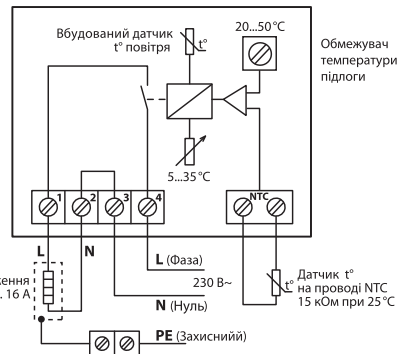 Вбудований датчик
t° повітря
t°
20...50°C
Обмежувач
температури
підлоги
5...35°C
1 2 3 4
NTC
L N
L (Фаза)
230 В~
N (Нуль)
. 16 А
t°
Датчик t°
на проводі NTC
15 кОм при 25°C
PE (Захисний)